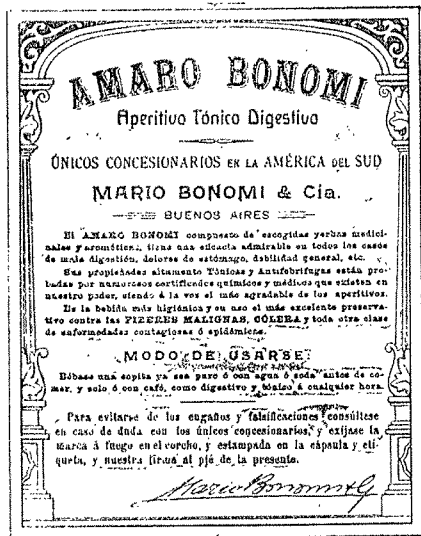 AMARO BONOMI
Aperitivo Tónico Digestivo
ÚNICOS CONCESIONARIOS EN LA AMÉRICA DEL SUD
MARIO BONOMI & Cía.
BUENOS AIRES
El AMARO BONOMI compuesto de escogidas yerbas medici-
nales y aromáticas, tiene una eficacia admirable en todos los casos
de mala digestión, dolores de estómago, debilidad general, etc.
Sus propiedades altamente Tónicas y Antifebrífugas están pro-
badas por numerosos certificados químicos y médicos que existen en
nuestro poder, siendo á la vez el más agradable de los aperitivos.
Es la bebida más higiénica y su uso el más excelente preserva-
tivo contra las FIEBRES MALIGNAS, CÓLERA y toda otra clase
de enfermedades contagiosas ó epidémicas.
MODO DE USARSE
Bébase una copita ya sea puro ó con agua ó soda antes de co-
mer, y solo ó con café, como digestivo y tónico á cualquier hora.
Para evitarse de los engaños y falsificaciones consúltese
en caso de duda con los únicos concesionarios, y exíjase la
marca á fuego en el corcho, y estampada en la cápsula y eti-
queta, y nuestra firma al pié de la presente.
Mario Bonomi & Cª